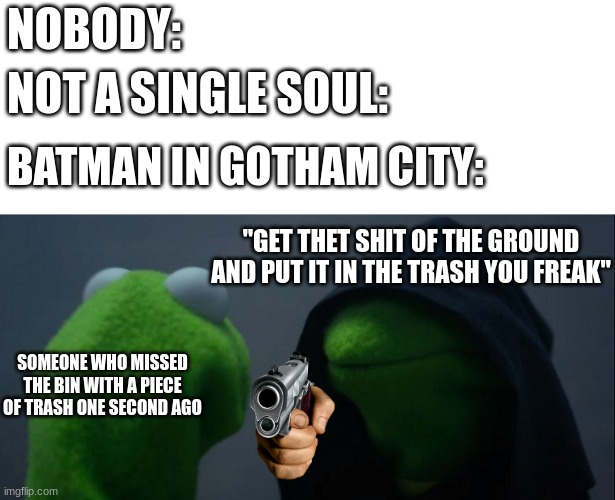 NOBODY:
NOT A SINGLE SOUL:
BATMAN IN GOTHAM CITY:
"GET THET SHIT OF THE GROUND
AND PUT IT IN THE TRASH YOU FREAK"
SOMEONE WHO MISSED
THE BIN WITH A PIECE
OF TRASH ONE SECOND AGO
imgflip.com